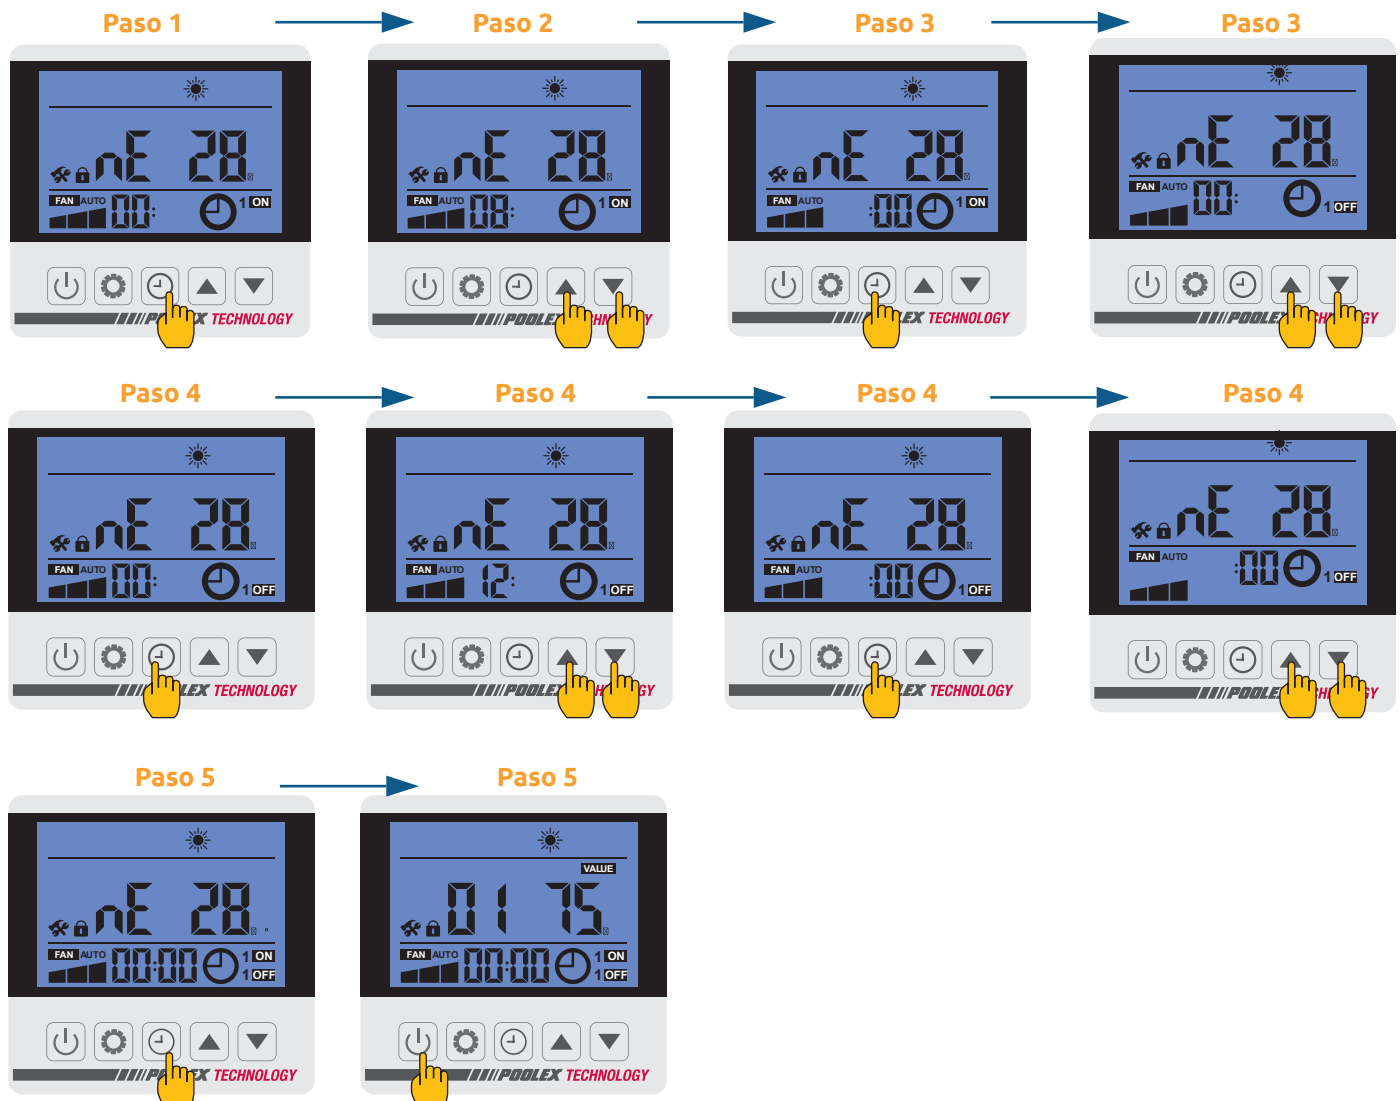 Paso 1
Paso 2
Paso 3
Paso 3
nE 28
FAN AUTO 00: 1 ON
TECHNOLOGY
nE 28
FAN AUTO 08: 1 ON
POOLEX
nE 28
FAN AUTO :00 1 ON
TECHNOLOGY
nE 28
FAN AUTO 00: 1 OFF
Paso 4
Paso 4
Paso 4
Paso 4
nE 28
FAN AUTO 00: 1 OFF
TECHNOLOGY
nE 28
FAN AUTO 12: 1 OFF
POOLEX
nE 28
FAN AUTO :00 1 OFF
TECHNOLOGY
nE 28
FAN AUTO :00 1 OFF
Paso 5
Paso 5
nE 28
FAN AUTO 00:00 1 ON
1 OFF
TECHNOLOGY
VALUE
01 75
FAN AUTO 00:00 1 ON
1 OFF
POOLEX TECHNOLOGY